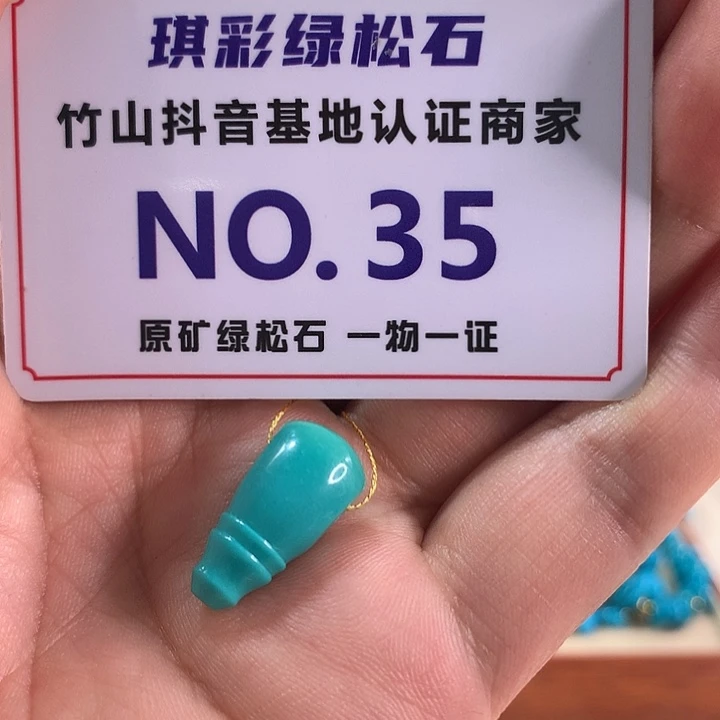 琪彩绿松石
竹山抖音基地认证商家
NO.35
原矿绿松石 一物一证